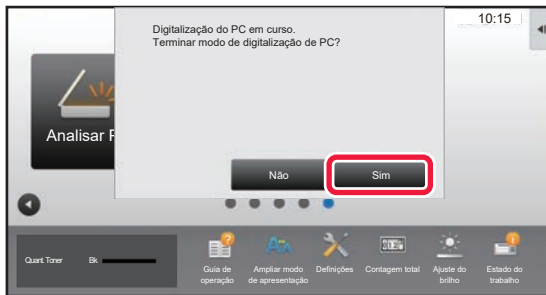 Digitalização do PC em curso.
Terminar modo de digitalização de PC?
10:15
Analisar
Não
Sim
Quant Toner
Bk
Guia de
operação
Ampliar modo
de apresentação
Definições
Contagem total
Ajuste do
brilho
Estado do
trabalho